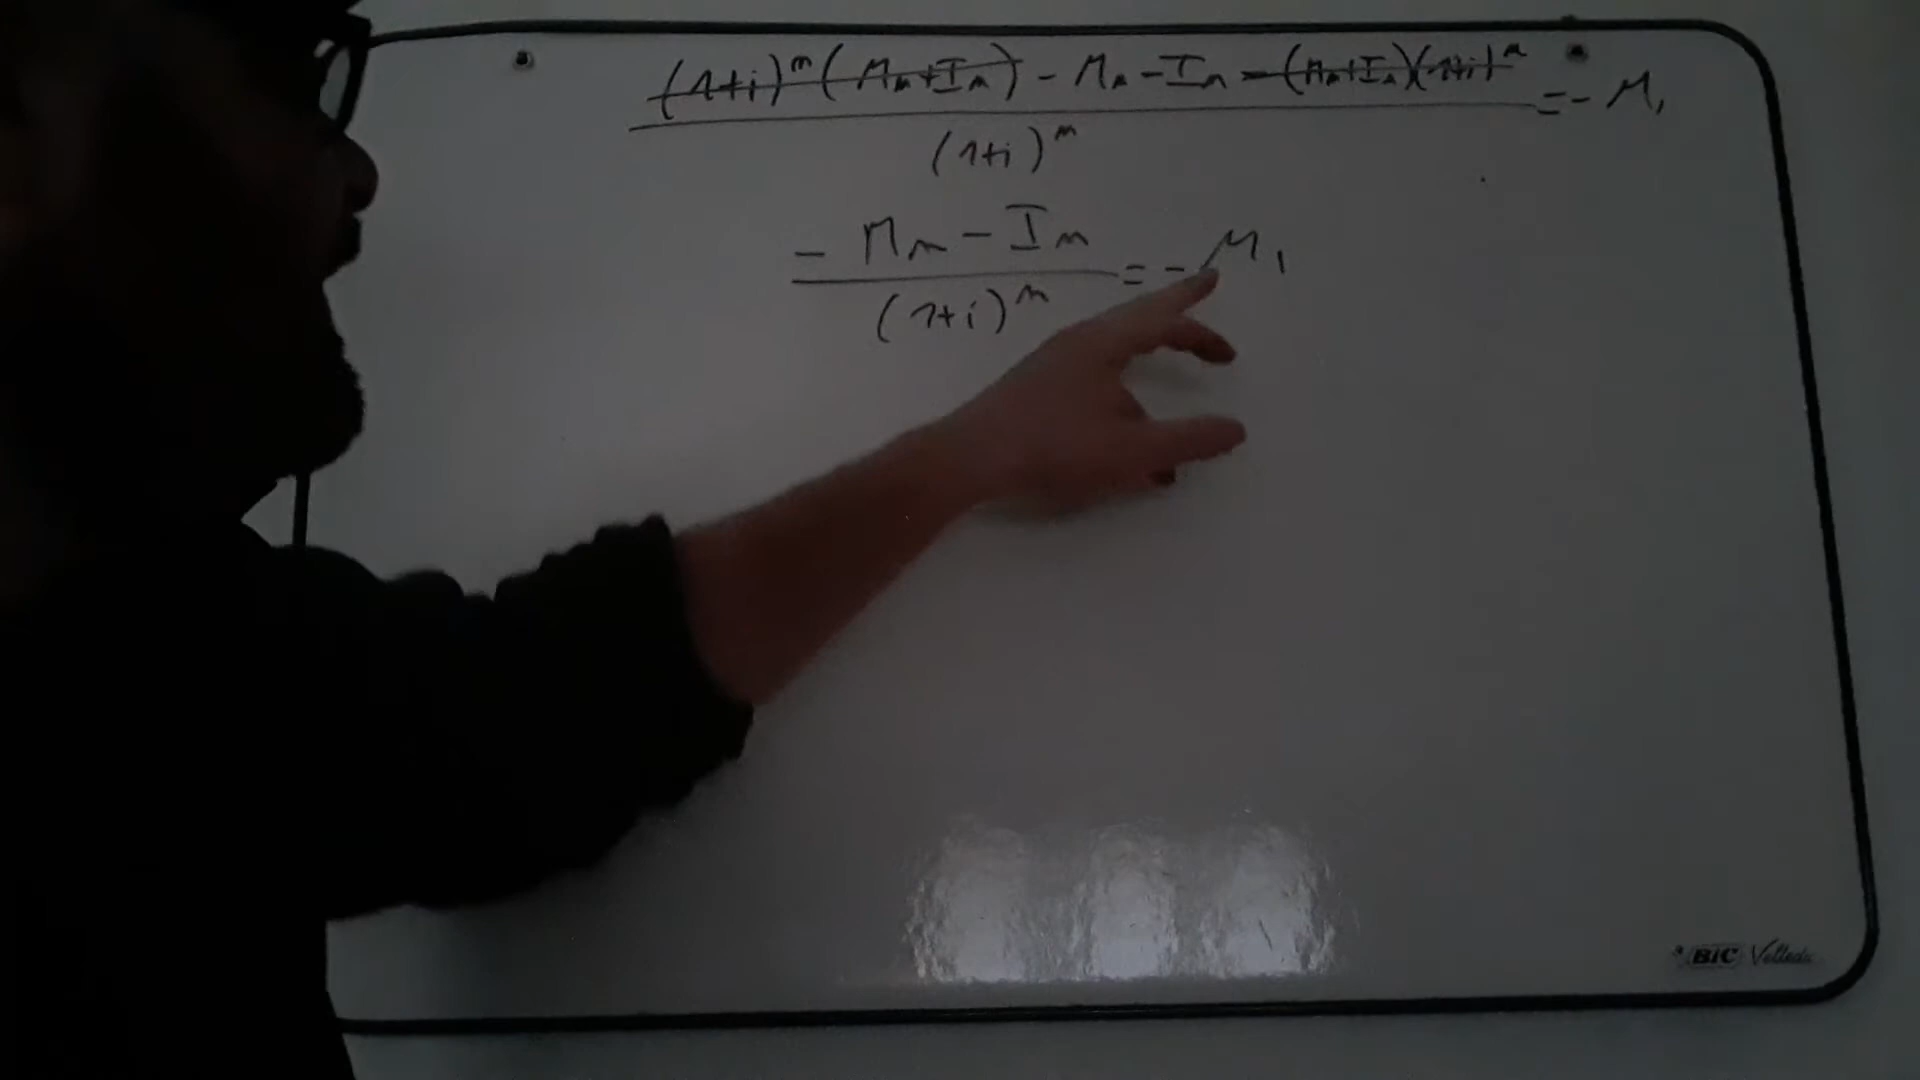 (1+i)^n (M_n+I_n) - M_n - I_n - (M_n+I_n)(1+i)^n = - M_1
(1+i)^n
- M_n - I_n = - M_1
(1+i)^n
BIC Velleda